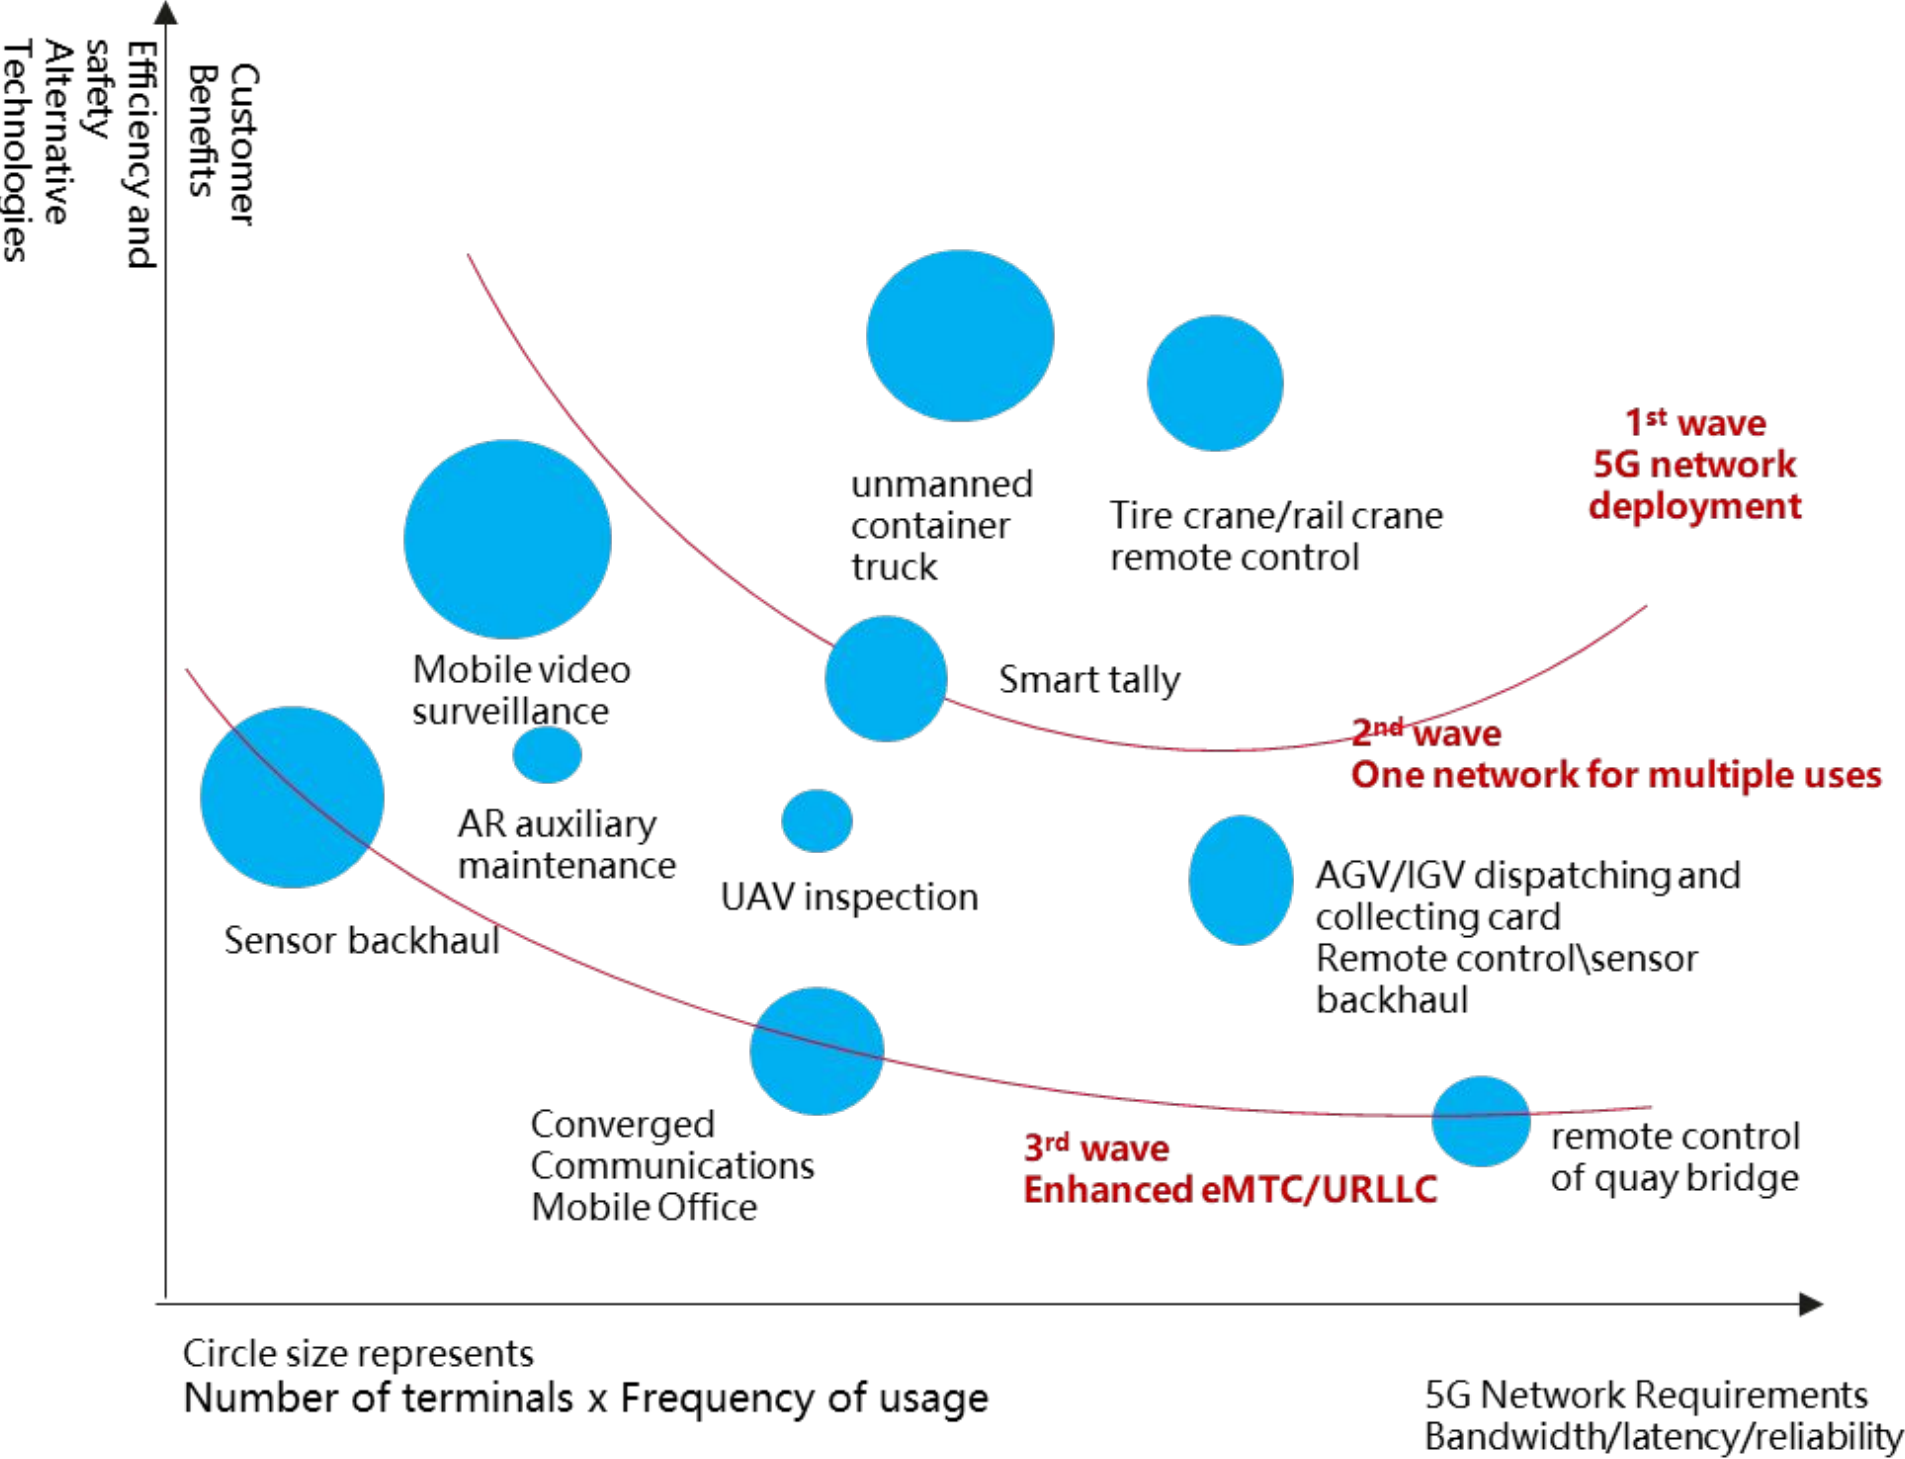 Customer
Benefits
Efficiency and
safety
Alternative
Technologies
unmanned
container
truck
Tire crane/rail crane
remote control
1st wave
5G network
deployment
Mobile video
surveillance
Smart tally
2nd wave
One network for multiple uses
AR auxiliary
maintenance
UAV inspection
AGV/IGV dispatching and
collecting card
Remote control\sensor
backhaul
Sensor backhaul
Converged
Communications
Mobile Office
3rd wave
Enhanced eMTC/URLLC
remote control
of quay bridge
Circle size represents
Number of terminals x Frequency of usage
5G Network Requirements
Bandwidth/latency/reliability